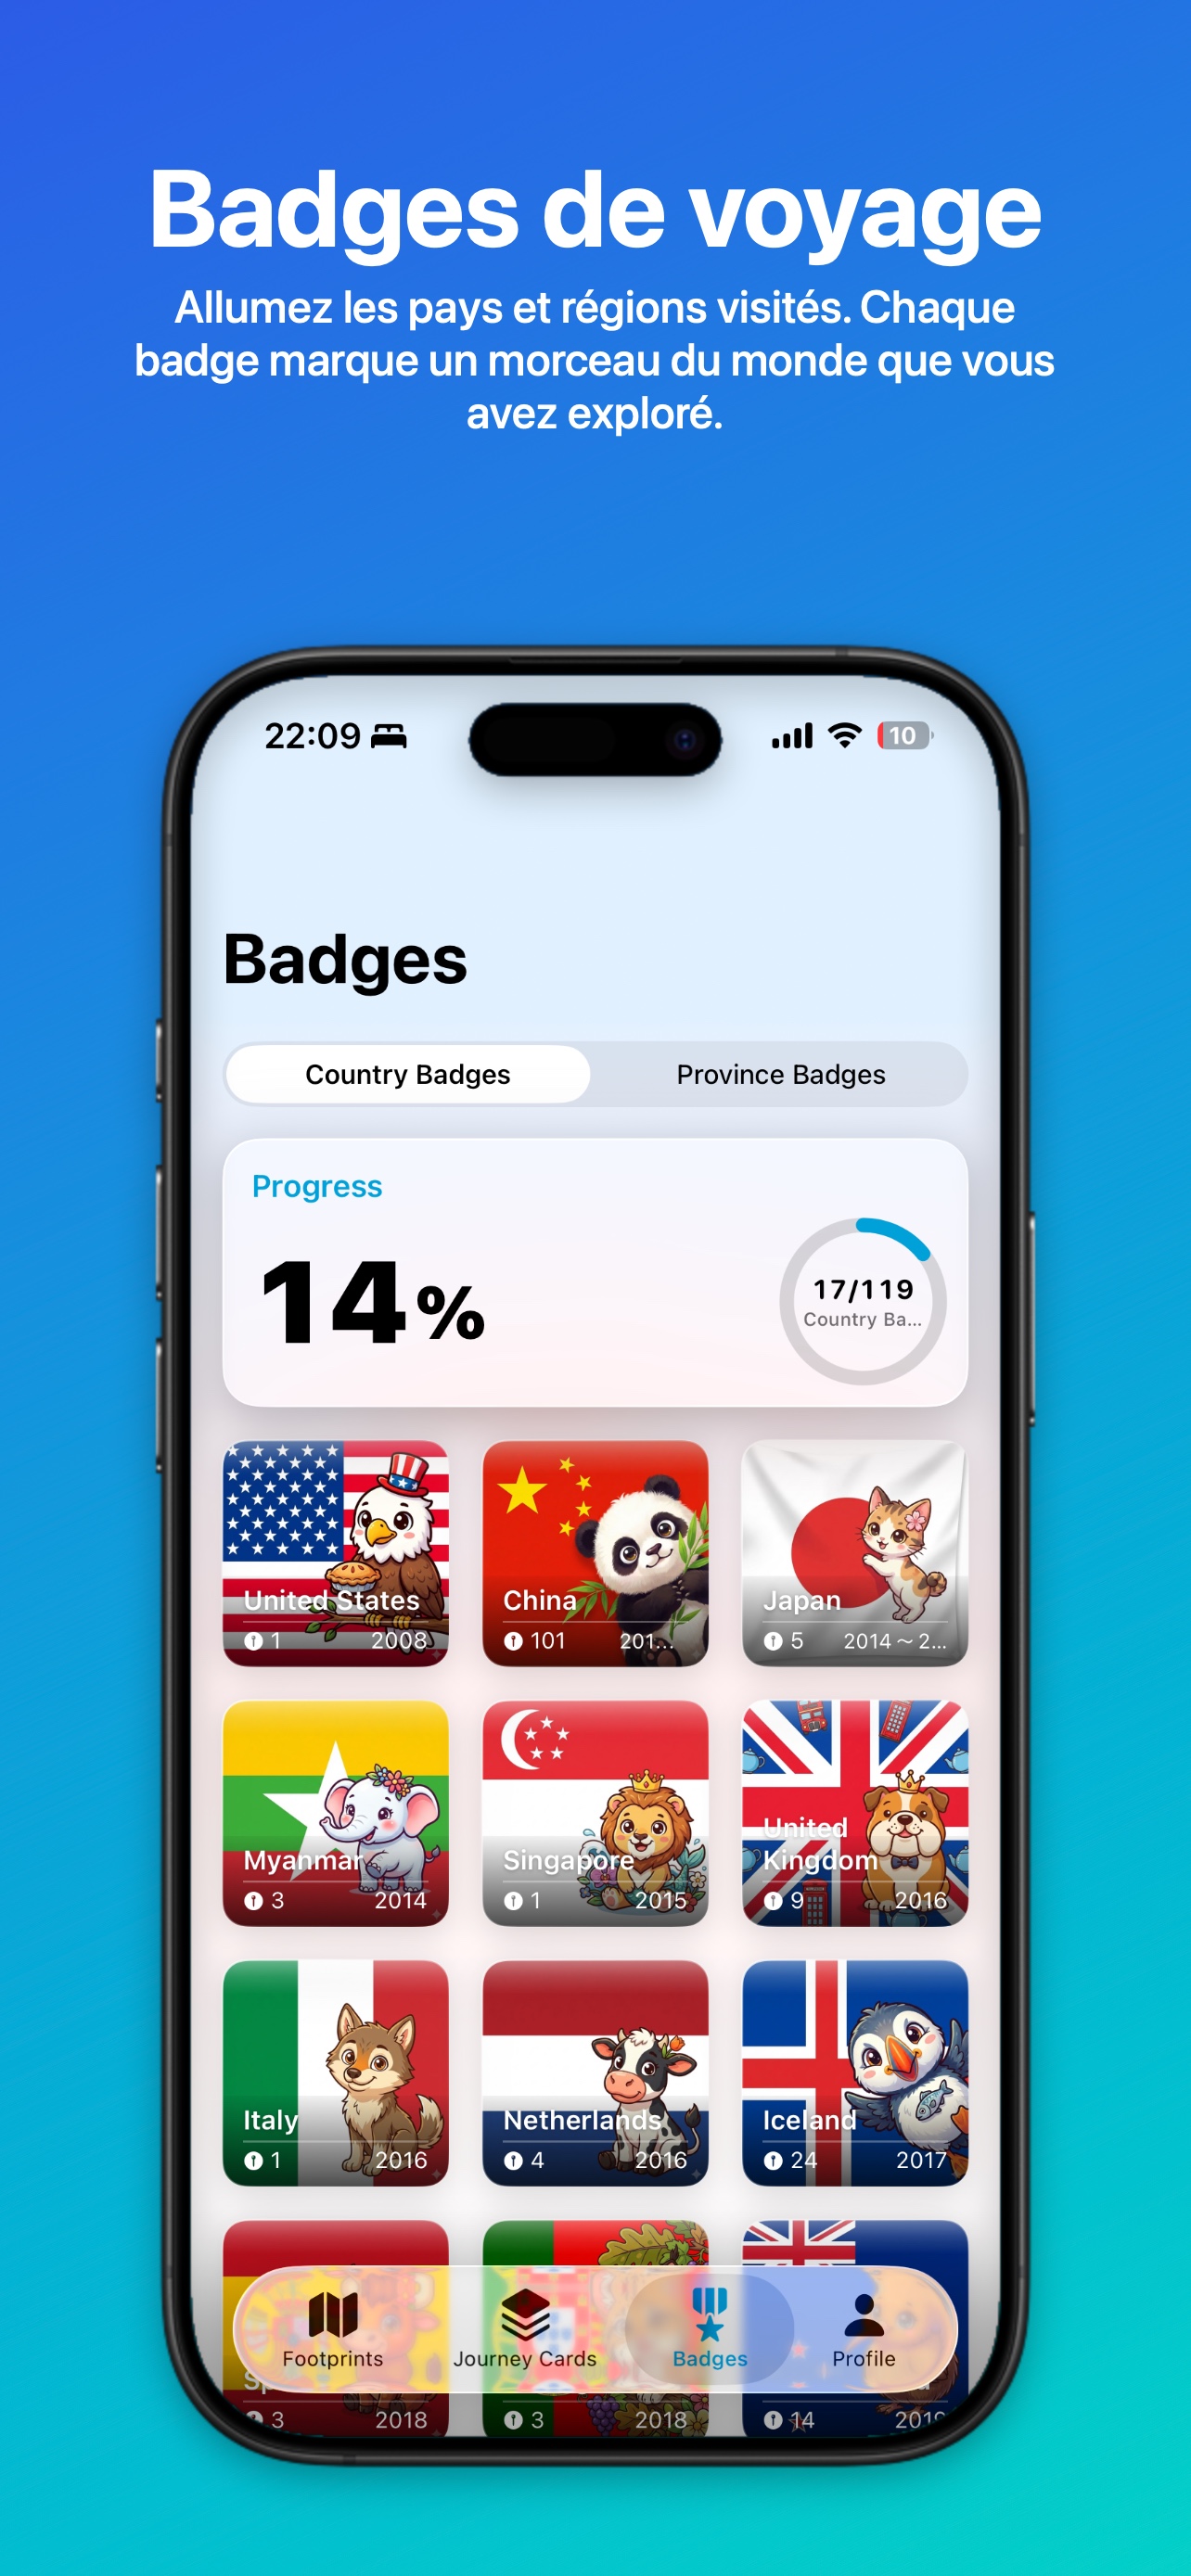 Badges de voyage
Allumez les pays et régions visités. Chaque
badge marque un morceau du monde que vous
avez exploré.
22:09
10
Badges
Country Badges
Province Badges
Progress
14%
17/119
Country Ba...
United States
1
2008
China
101
201...
Japan
5
2014 ~ 2...
Myanmar
3
2014
Singapore
1
2015
United
Kingdom
9
2016
Italy
1
2016
Netherlands
4
2016
Iceland
24
2017
Footprints
Journey Cards
Badges
Profile
3
2018
3
2018
14
2019